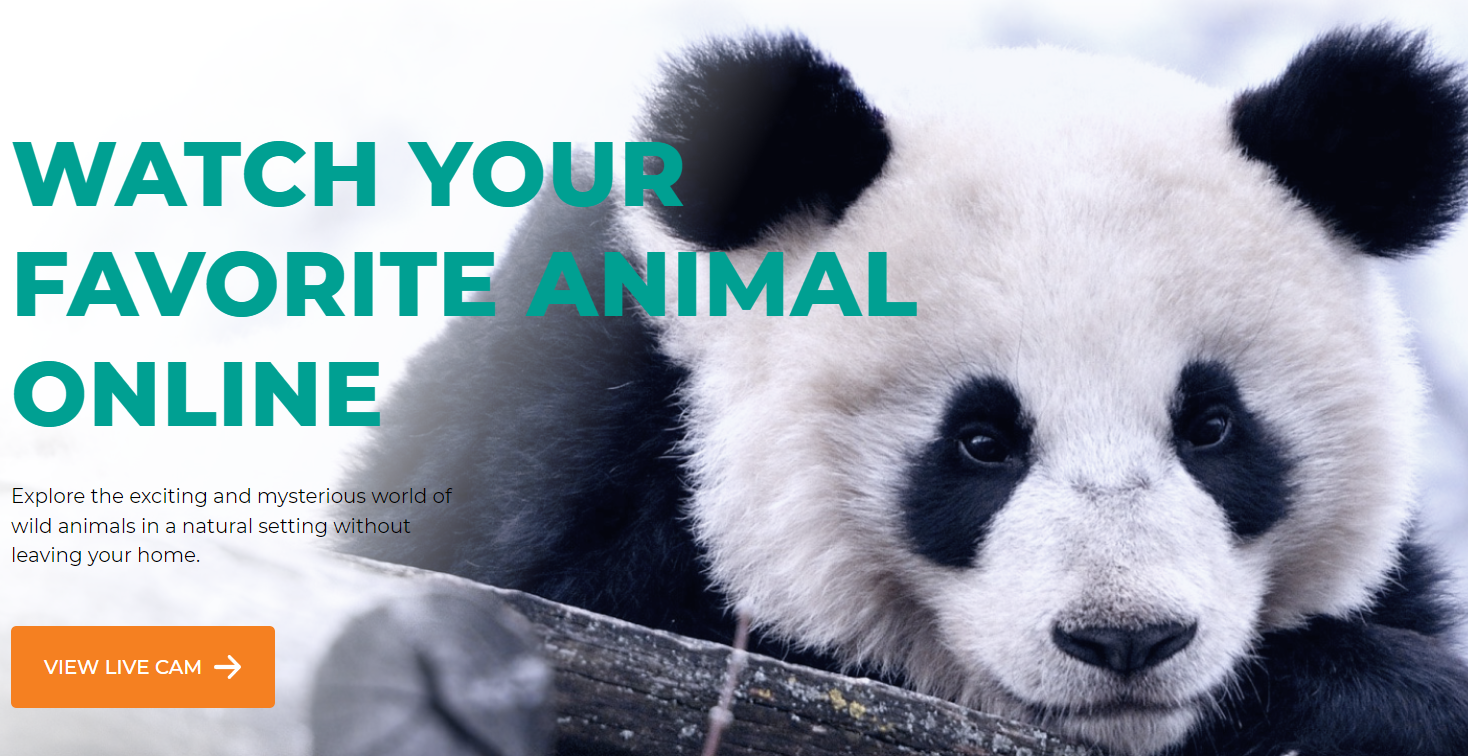 WATCH YOUR
FAVORITE ANIMAL
ONLINE
Explore the exciting and mysterious world of
wild animals in a natural setting without
leaving your home.
VIEW LIVE CAM